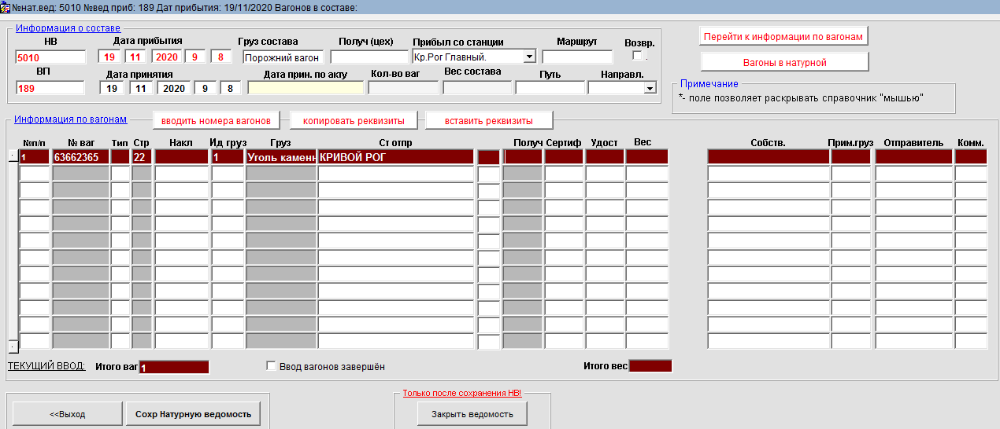 №нат.вед: 5010 №вед приб: 189 Дат прибытия: 19/11/2020 Вагонов в составе:
Информация о составе
НВ Дата прибытия Груз состава Получ (цех) Прибыл со станции Маршрут Возвр.
5010 19 11 2020 9 8 Порожний вагон Кр.Рог Главный. .
ВП Дата принятия Дата прин. по акту Кол-во ваг Вес состава Путь Направл.
189 19 11 2020 9 8
Перейти к информации по вагонам
Вагоны в натурной
Примечание
*- поле позволяет раскрывать справочник "мышью"
Информация по вагонам вводить номера вагонов копировать реквизиты вставить реквизиты
№п/п № ваг Тип Стр Накл Ид груз Груз Ст отпр Получ Сертиф Удост Вес Собств. Прим.груз Отправитель Комм.
1 63662365 22 1 Уголь каменн КРИВОЙ РОГ
ТЕКУЩИЙ ВВОД: Итого ваг 1 Ввод вагонов завершён Итого вес
Только после сохранения НВ!
<<Выход Сохр Натурную ведомость Закрыть ведомость